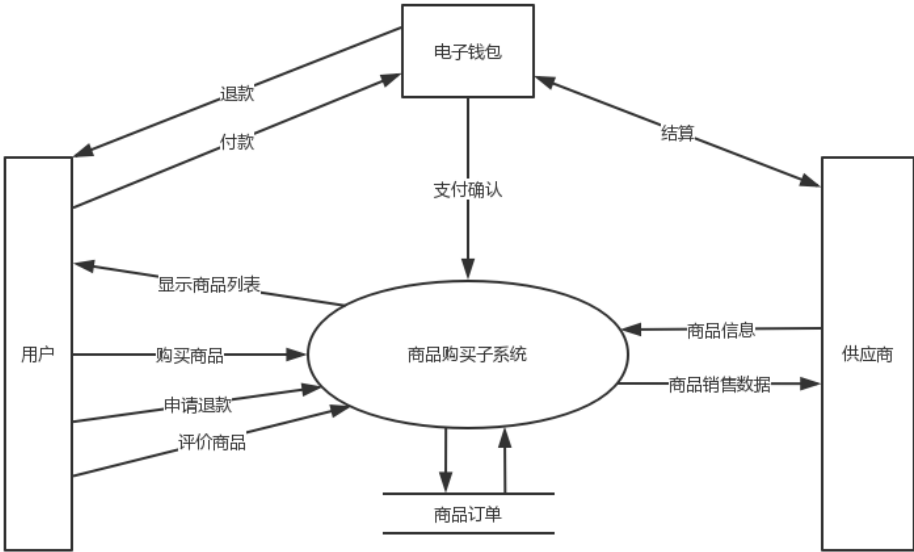 电子钱包
退款
付款
结算
支付确认
显示商品列表
商品信息
用户
购买商品
商品购买子系统
供应商
商品销售数据
申请退款
评价商品
商品订单